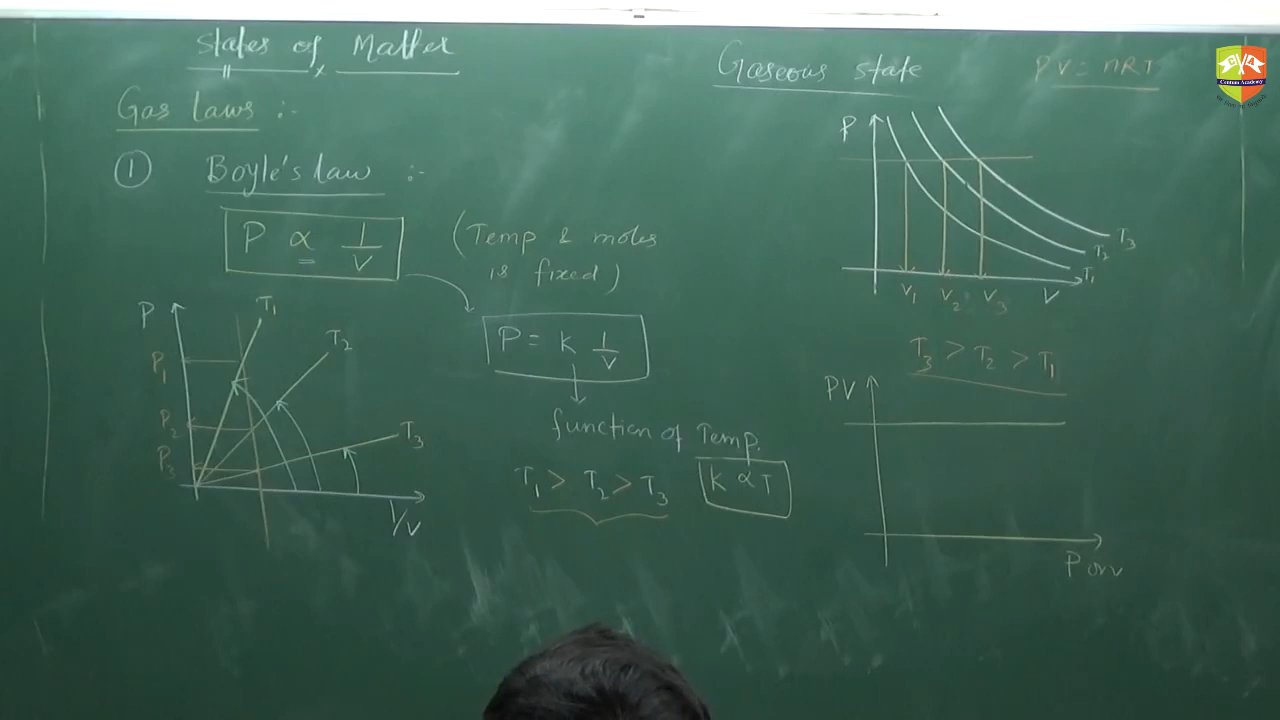 States of Matter
Gaseous state
PV = nRT
Gas laws :-
① Boyle's law :-
P ∝ 1/V
(Temp & moles
is fixed)
P = K 1/V
function of Temp.
T₁ > T₂ > T₃
K ∝ T
P
T₁
T₂
T₃
P₁
P₂
P₃
1/V
P
T₃
T₂
T₁
V₁ V₂ V₃ V
T₃ > T₂ > T₁
PV
P or v
Centum Academy